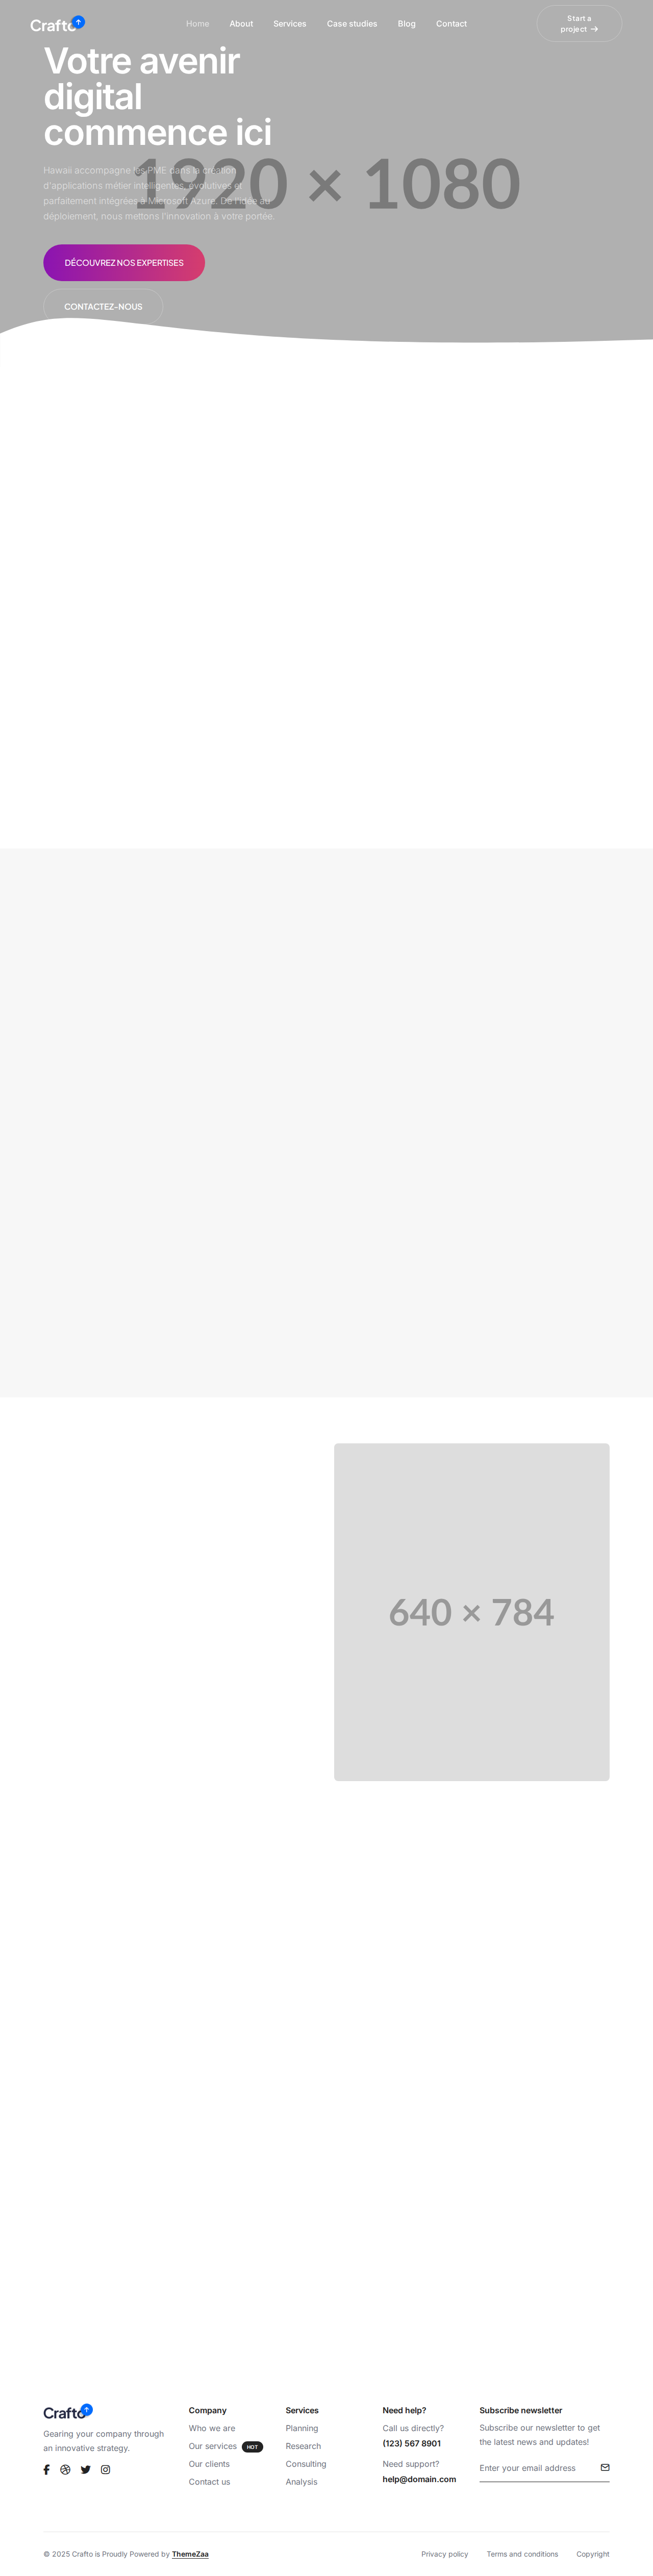 Crafto
Home About Services Case studies Blog Contact
Start a
project →
Votre avenir
digital
commence ici
1920 × 1080
Hawaii accompagne les PME dans la création
d'applications métier intelligentes, évolutives et
parfaitement intégrées à Microsoft Azure. De l'idée au
déploiement, nous mettons l'innovation à votre portée.
DÉCOUVREZ NOS EXPERTISES
CONTACTEZ-NOUS
640 × 784
Crafto
Gearing your company through
an innovative strategy.
Company
Who we are
Our services HOT
Our clients
Contact us
Services
Planning
Research
Consulting
Analysis
Need help?
Call us directly?
(123) 567 8901
Need support?
help@domain.com
Subscribe newsletter
Subscribe our newsletter to get
the latest news and updates!
Enter your email address
© 2025 Crafto is Proudly Powered by ThemeZaa
Privacy policy Terms and conditions Copyright